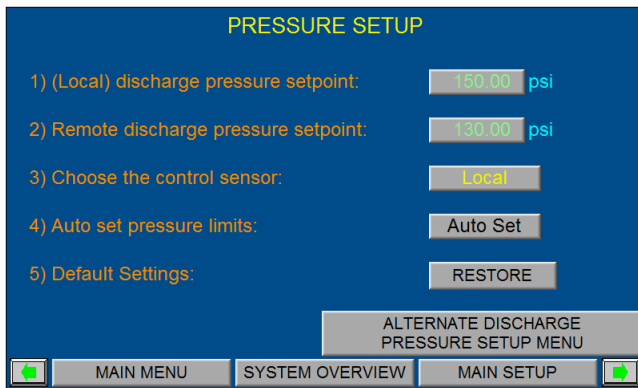 PRESSURE SETUP
1) (Local) discharge pressure setpoint: 150.00 psi
2) Remote discharge pressure setpoint: 130.00 psi
3) Choose the control sensor: Local
4) Auto set pressure limits: Auto Set
5) Default Settings: RESTORE
ALTERNATE DISCHARGE
PRESSURE SETUP MENU
MAIN MENU SYSTEM OVERVIEW MAIN SETUP